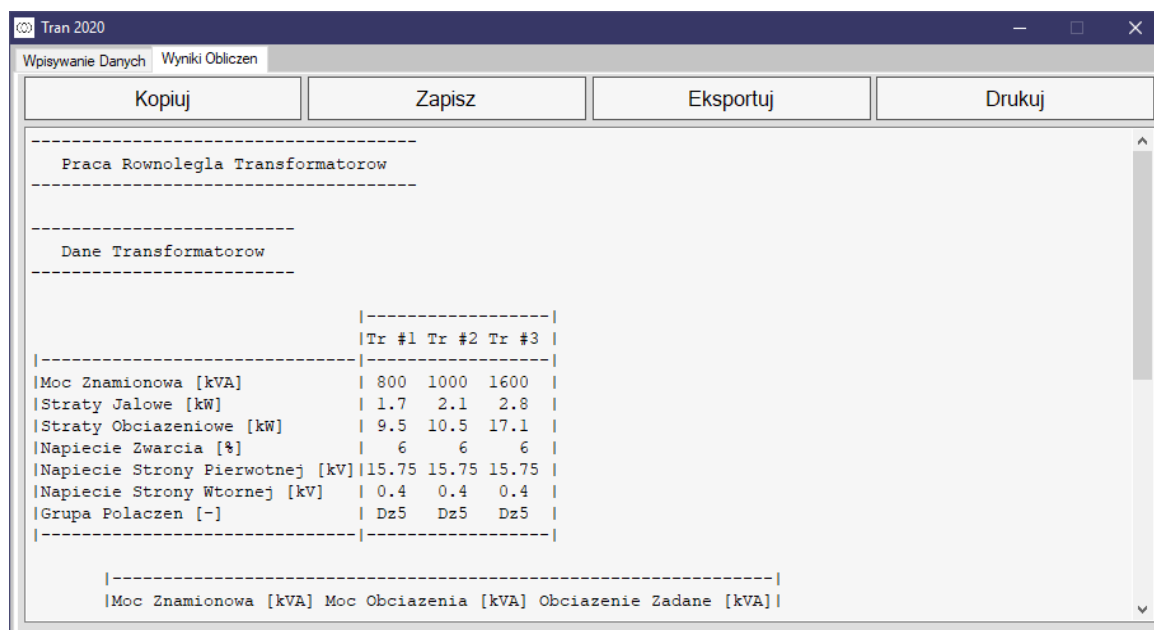 Tran 2020
Wpisywanie Danych Wyniki Obliczen
Kopiuj Zapisz Eksportuj Drukuj
--------------------------------------
Praca Rownolegla Transformatorow
--------------------------------------
--------------------------
Dane Transformatorow
--------------------------
|------------------|
|Tr #1 Tr #2 Tr #3 |
|-------------------------------|------------------|
|Moc Znamionowa [kVA] | 800 1000 1600 |
|Straty Jalowe [kW] | 1.7 2.1 2.8 |
|Straty Obciazeniowe [kW] | 9.5 10.5 17.1 |
|Napiecie Zwarcia [%] | 6 6 6 |
|Napiecie Strony Pierwotnej [kV]|15.75 15.75 15.75 |
|Napiecie Strony Wtornej [kV] | 0.4 0.4 0.4 |
|Grupa Polaczen [-] | Dz5 Dz5 Dz5 |
|-------------------------------|------------------|
|-----------------------------------------------------------------|
|Moc Znamionowa [kVA] Moc Obciazenia [kVA] Obciazenie Zadane [kVA]|